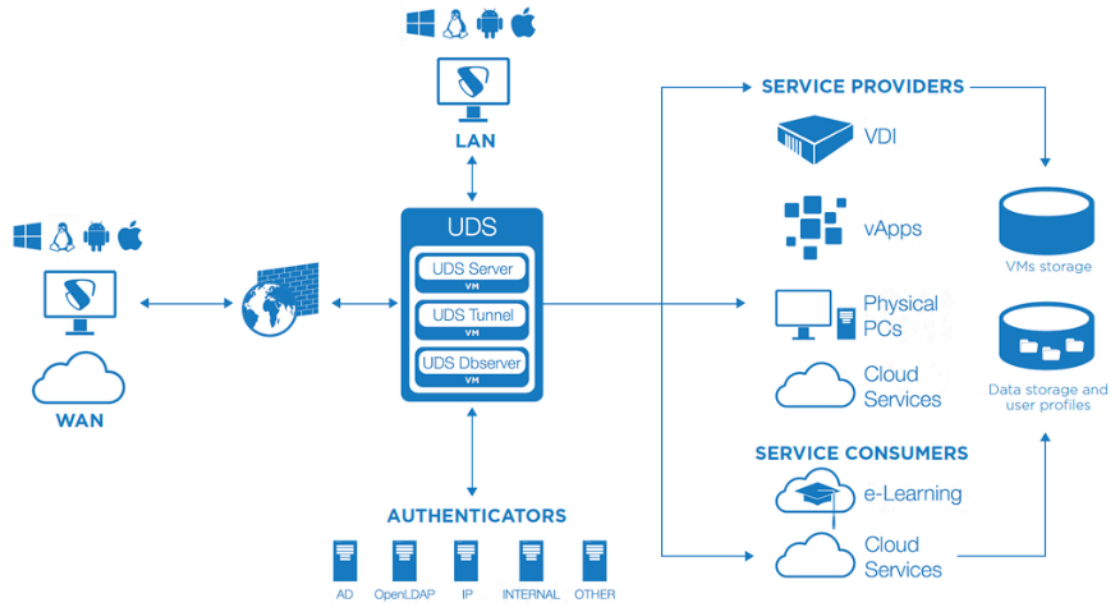 LAN
WAN
UDS
UDS Server
VM
UDS Tunnel
VM
UDS Dbserver
VM
AUTHENTICATORS
AD
OpenLDAP
IP
INTERNAL
OTHER
SERVICE PROVIDERS
VDI
vApps
Physical
PCs
Cloud
Services
SERVICE CONSUMERS
e-Learning
Cloud
Services
VMs storage
Data storage and
user profiles